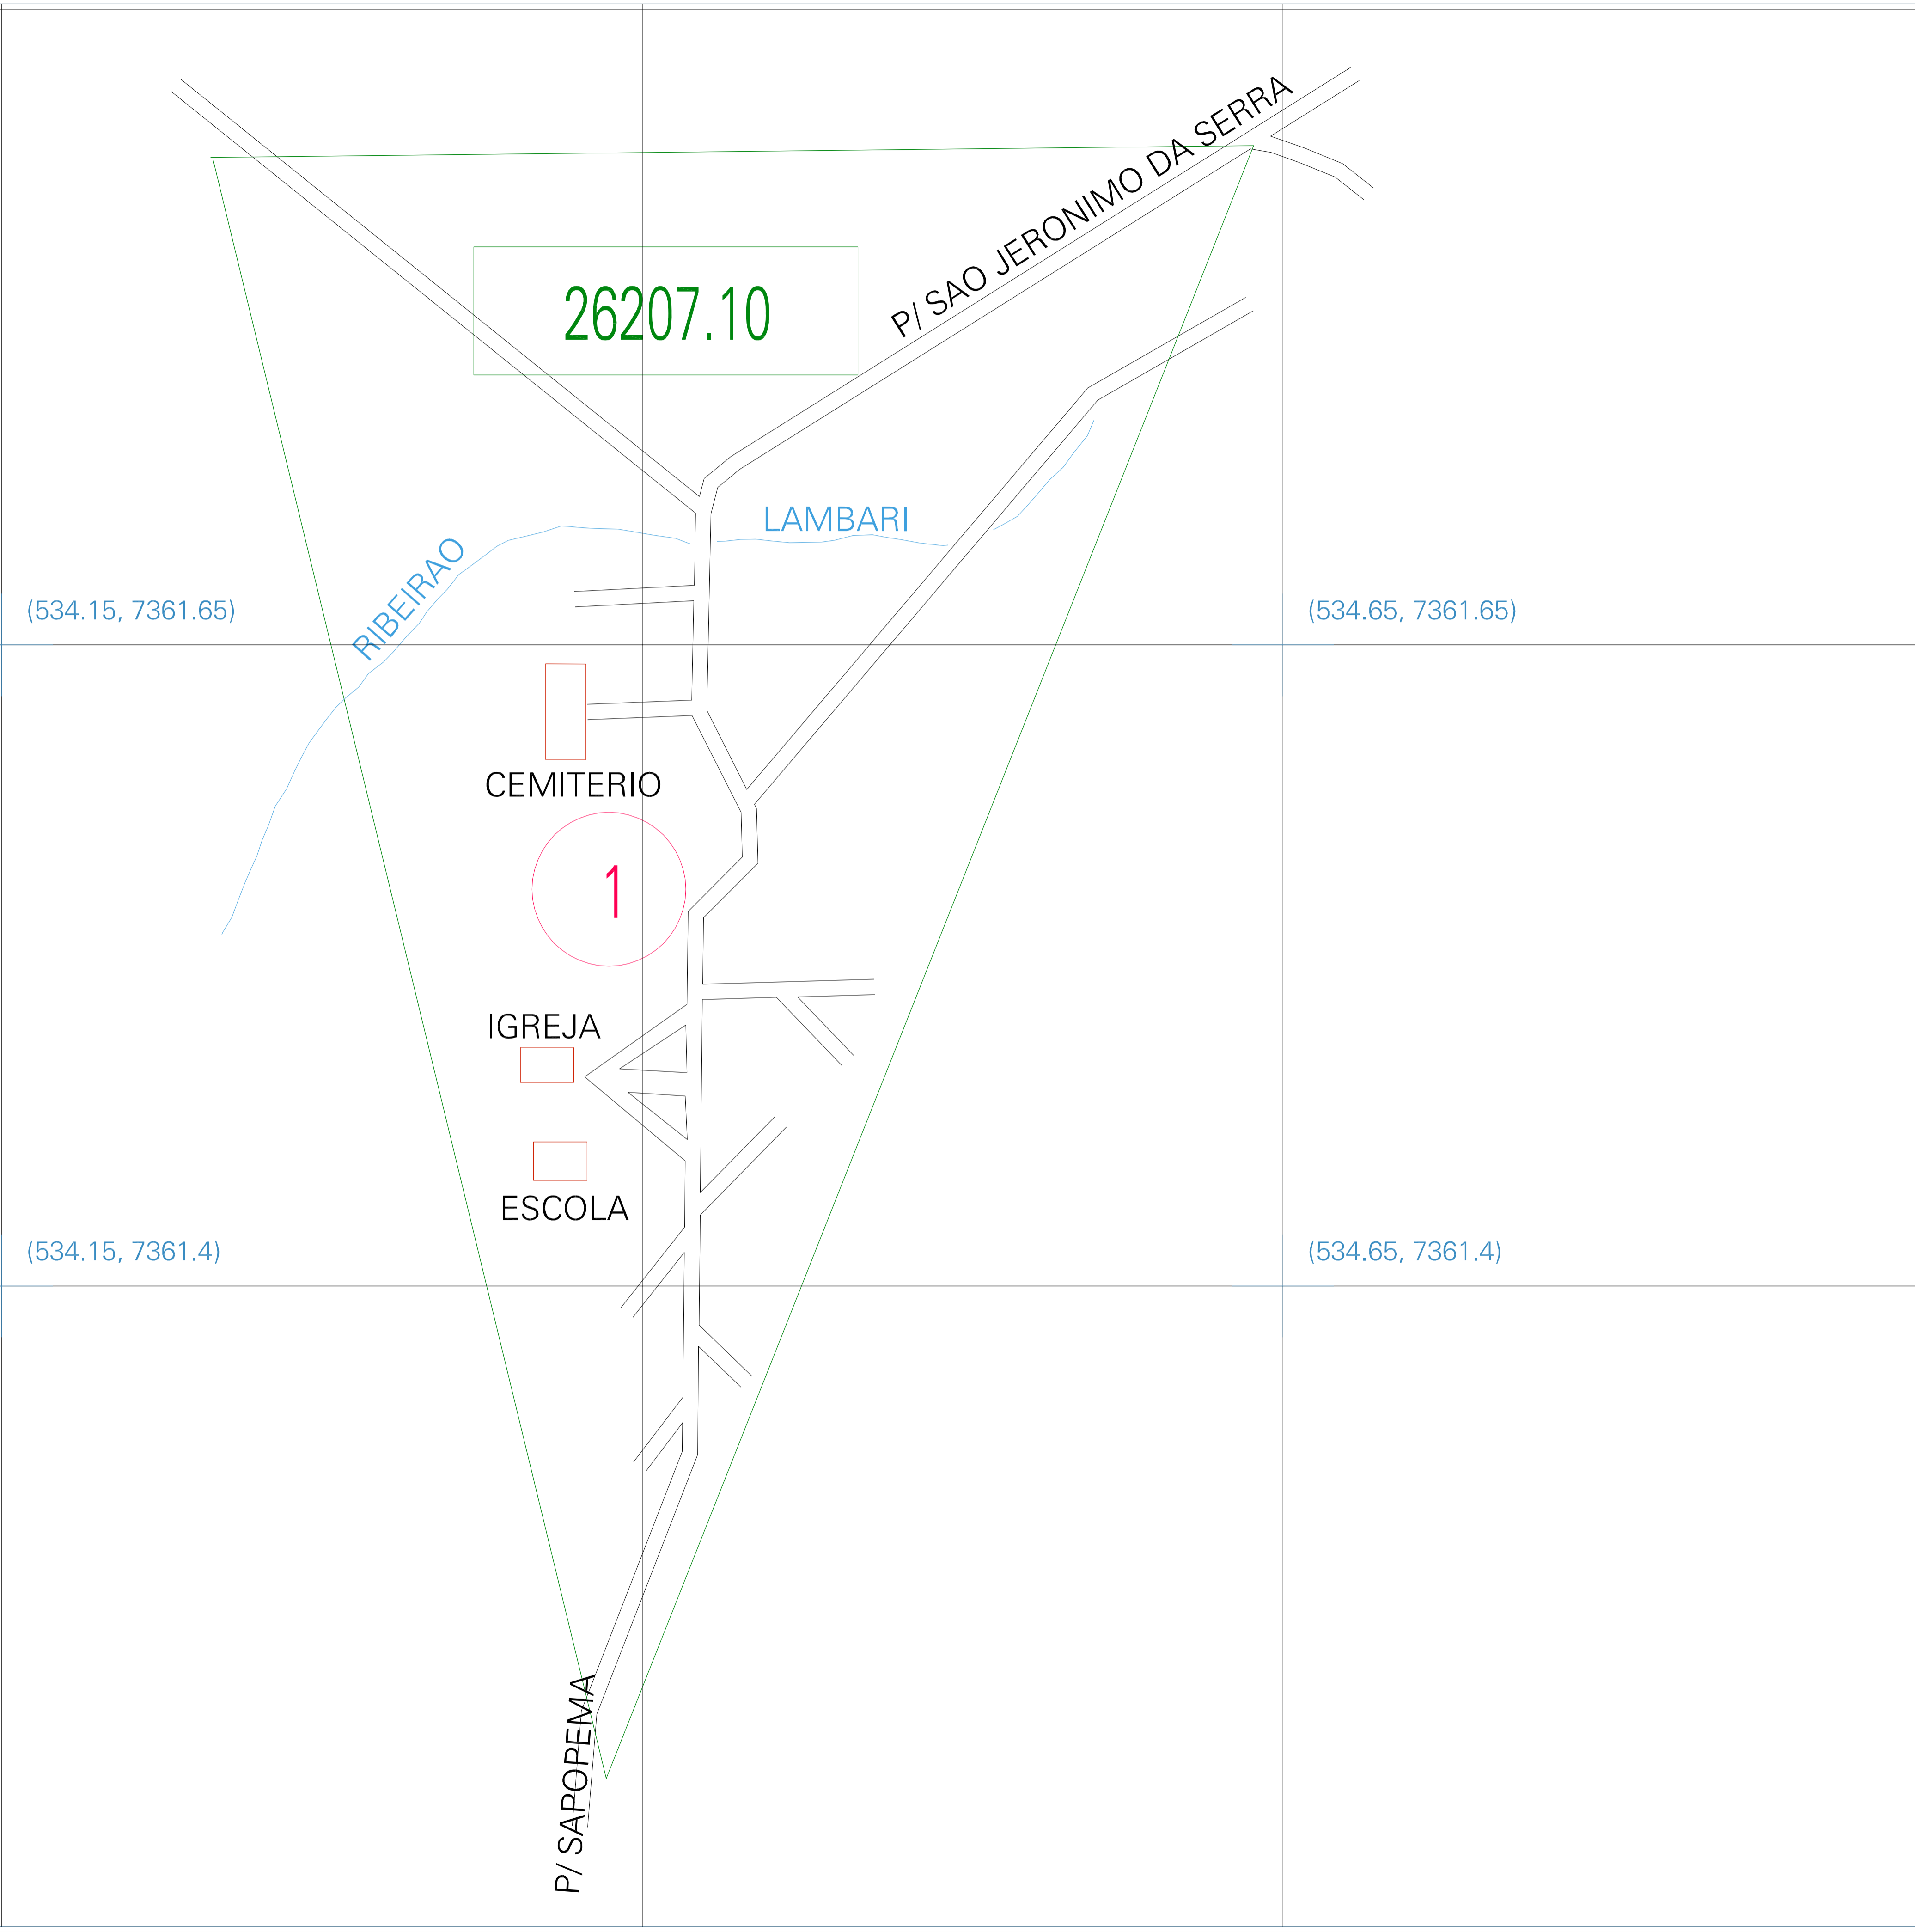 P/ SAO JERONIMO DA SERRA
26207.10
LAMBARI
RIBEIRAO
(534.15, 7361.65)
(534.65, 7361.65)
CEMITERIO
1
IGREJA
ESCOLA
(534.15, 7361.4)
(534.65, 7361.4)
P/ SAPOPEMA